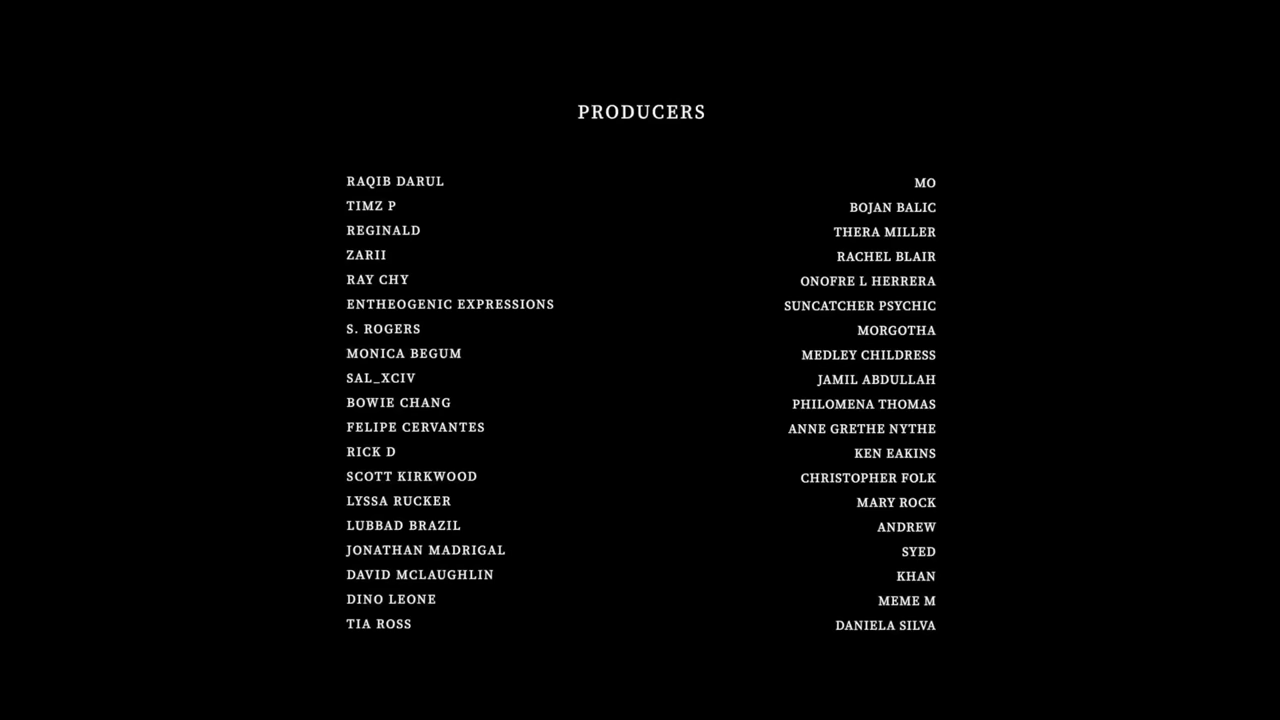 PRODUCERS
RAQIB DARUL
TIMZ P
REGINALD
ZARII
RAY CHY
ENTHEOGENIC EXPRESSIONS
S. ROGERS
MONICA BEGUM
SAL_XCIV
BOWIE CHANG
FELIPE CERVANTES
RICK D
SCOTT KIRKWOOD
LYSSA RUCKER
LUBBAD BRAZIL
JONATHAN MADRIGAL
DAVID MCLAUGHLIN
DINO LEONE
TIA ROSS
MO
BOJAN BALIC
THERA MILLER
RACHEL BLAIR
ONOFRE L HERRERA
SUNCATCHER PSYCHIC
MORGOTHA
MEDLEY CHILDRESS
JAMIL ABDULLAH
PHILOMENA THOMAS
ANNE GRETHE NYTHE
KEN EAKINS
CHRISTOPHER FOLK
MARY ROCK
ANDREW
SYED
KHAN
MEME M
DANIELA SILVA